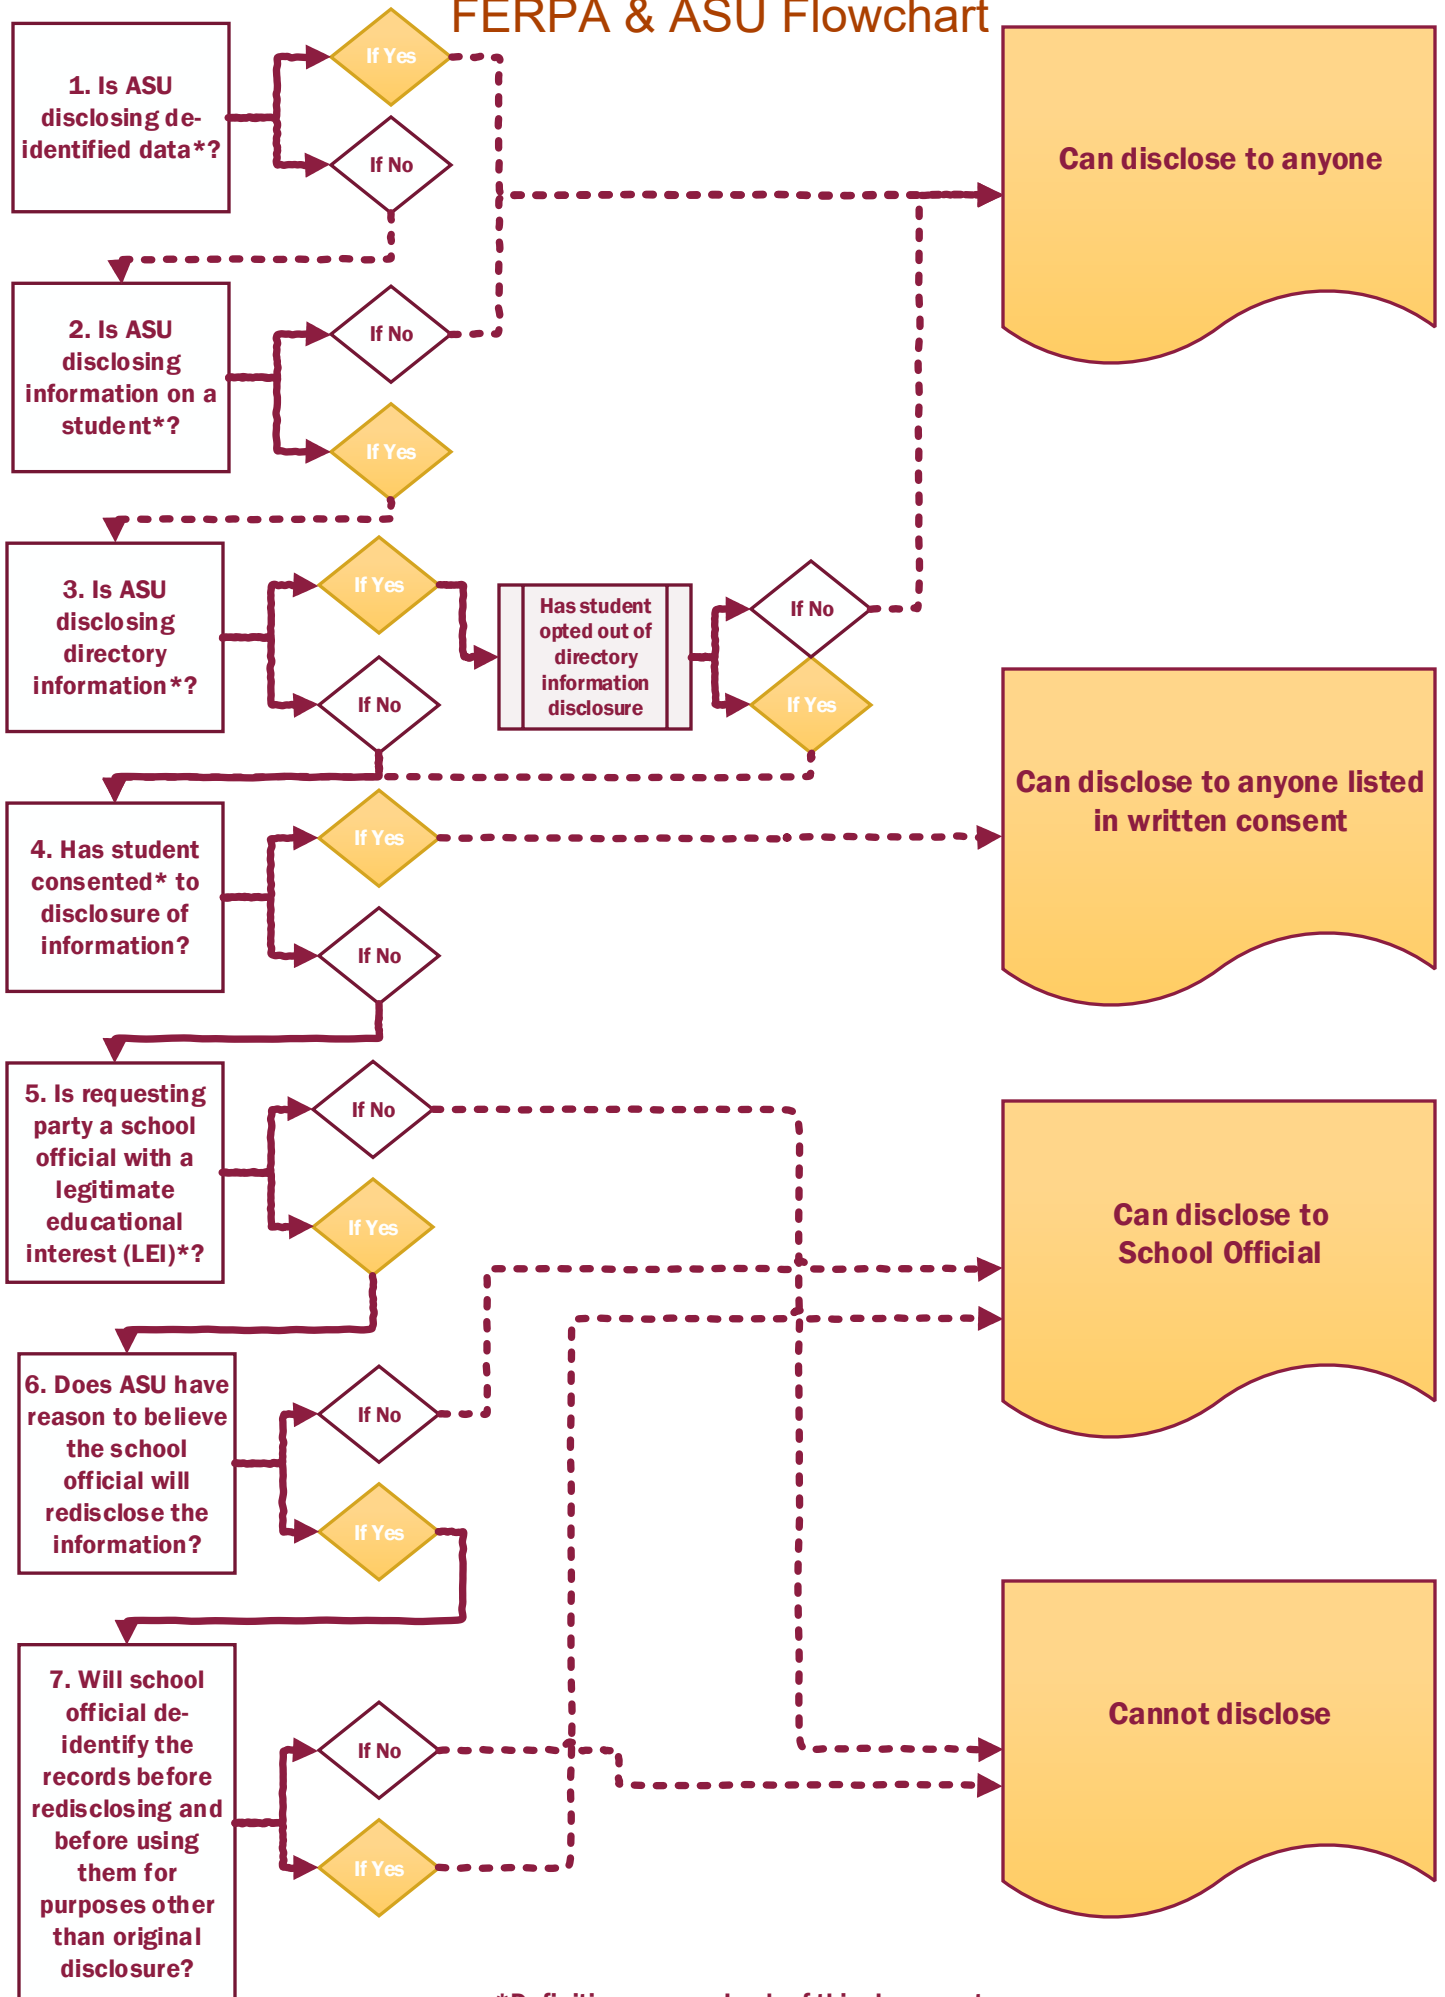 FERPA & ASU Flowchart
1. Is ASU
disclosing de-
identified data*?
If Yes
If No
Can disclose to anyone
2. Is ASU
disclosing
information on a
student*?
If No
If Yes
3. Is ASU
disclosing
directory
information*?
If Yes
If No
Has student
opted out of
directory
information
disclosure
If No
If Yes
Can disclose to anyone listed
in written consent
4. Has student
consented* to
disclosure of
information?
If Yes
If No
5. Is requesting
party a school
official with a
legitimate
educational
interest (LEI)*?
If No
If Yes
Can disclose to
School Official
6. Does ASU have
reason to believe
the school
official will
redisclose the
information?
If No
If Yes
7. Will school
official de-
identify the
records before
redisclosing and
before using
them for
purposes other
than original
disclosure?
If No
If Yes
Cannot disclose